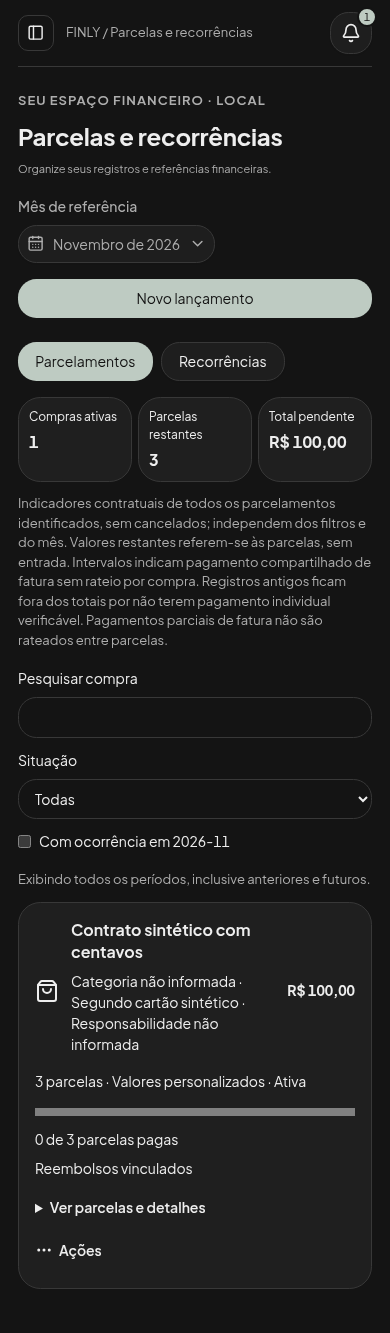 FINLY / Parcelas e recorrências
1
SEU ESPAÇO FINANCEIRO · LOCAL
Parcelas e recorrências
Organize seus registros e referências financeiras.
Mês de referência
Novembro de 2026
Novo lançamento
Parcelamentos
Recorrências
Compras ativas
1
Parcelas
restantes
3
Total pendente
R$ 100,00
Indicadores contratuais de todos os parcelamentos
identificados, sem cancelados; independem dos filtros e
do mês. Valores restantes referem-se às parcelas, sem
entrada. Intervalos indicam pagamento compartilhado de
fatura sem rateio por compra. Registros antigos ficam
fora dos totais por não terem pagamento individual
verificável. Pagamentos parciais de fatura não são
rateados entre parcelas.
Pesquisar compra
Situação
Todas
Com ocorrência em 2026-11
Exibindo todos os períodos, inclusive anteriores e futuros.
Contrato sintético com
centavos
Categoria não informada ·
Segundo cartão sintético ·
Responsabilidade não
informada
R$ 100,00
3 parcelas · Valores personalizados · Ativa
0 de 3 parcelas pagas
Reembolsos vinculados
Ver parcelas e detalhes
Ações